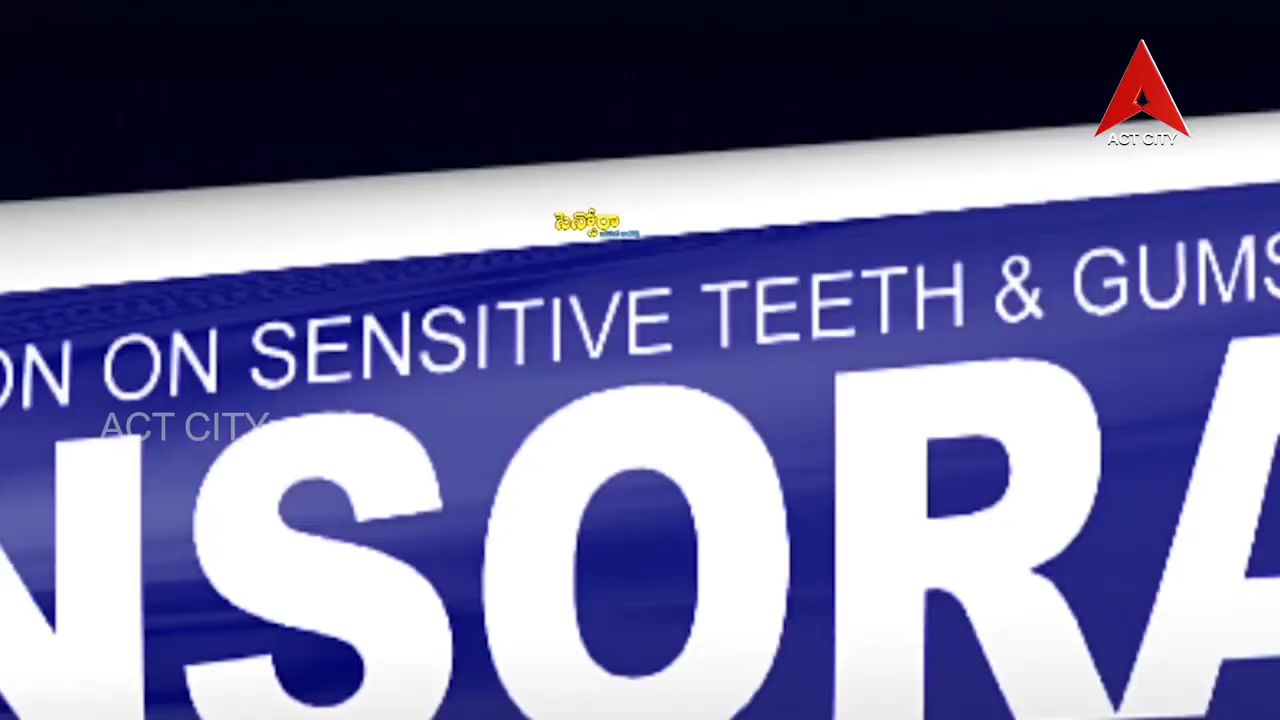 ACT CITY
సెన్సోరా
ON ON SENSITIVE TEETH & GUMS
ACT CITY
NSORA